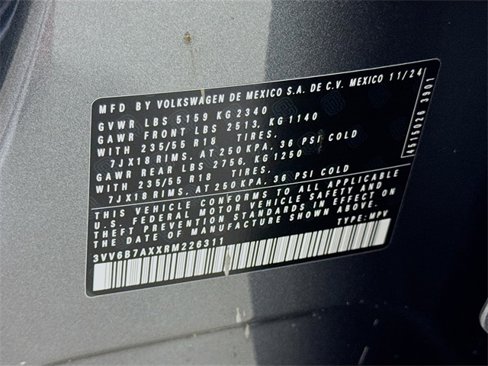 MFD BY VOLKSWAGEN DE MEXICO S.A. DE C.V. MEXICO 11/24
GVWR LBS 5159 KG 2340
GAWR FRONT LBS 2513, KG 1140
WITH 235/55 R18 TIRES,
7JX18 RIMS, AT 250 KPA, 36 PSI COLD
GAWR REAR LBS 2756, KG 1250
WITH 235/55 R18 TIRES,
7JX18 RIMS, AT 250 KPA, 36 PSI COLD
THIS VEHICLE CONFORMS TO ALL APPLICABLE
U.S. FEDERAL MOTOR VEHICLE SAFETY AND
THEFT PREVENTION STANDARDS IN EFFECT ON
THE DATE OF MANUFACTURE SHOWN ABOVE.
3VV6B7AXXRM226311 TYPE: MPV